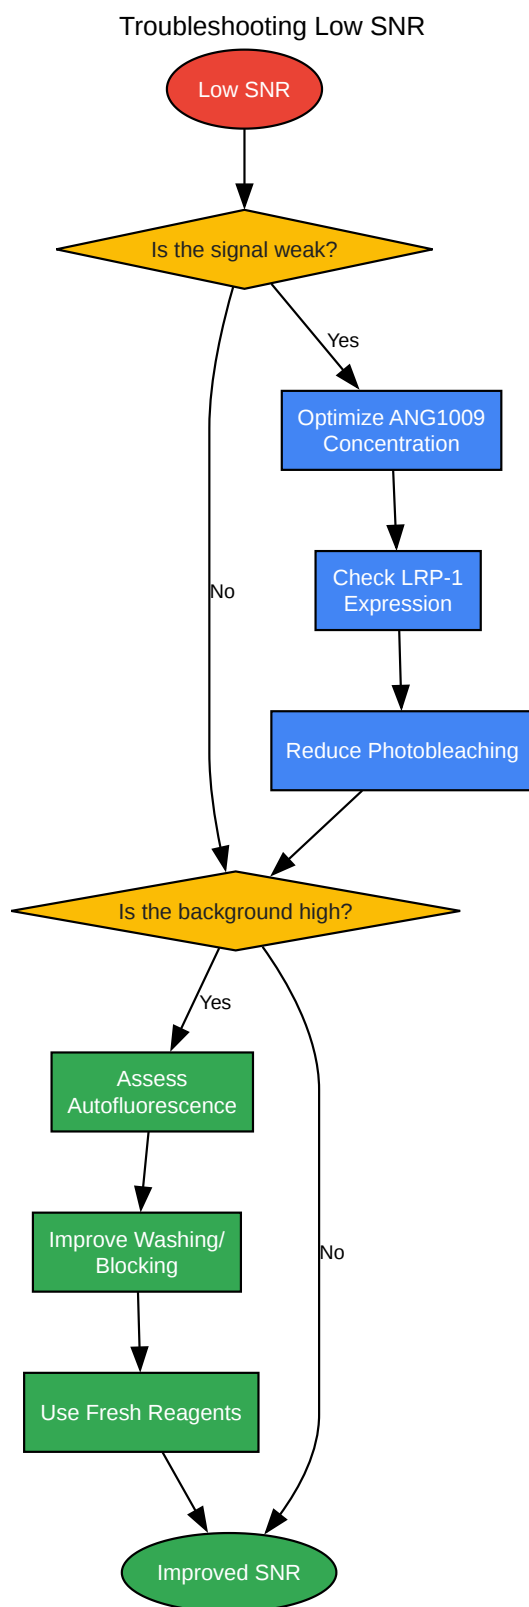 Troubleshooting Low SNR
Low SNR
Is the signal weak?
Yes
Optimize ANG1009
Concentration
Check LRP-1
Expression
No
Reduce Photobleaching
Is the background high?
Yes
Assess
Autofluorescence
Improve Washing/
Blocking
No
Use Fresh Reagents
Improved SNR